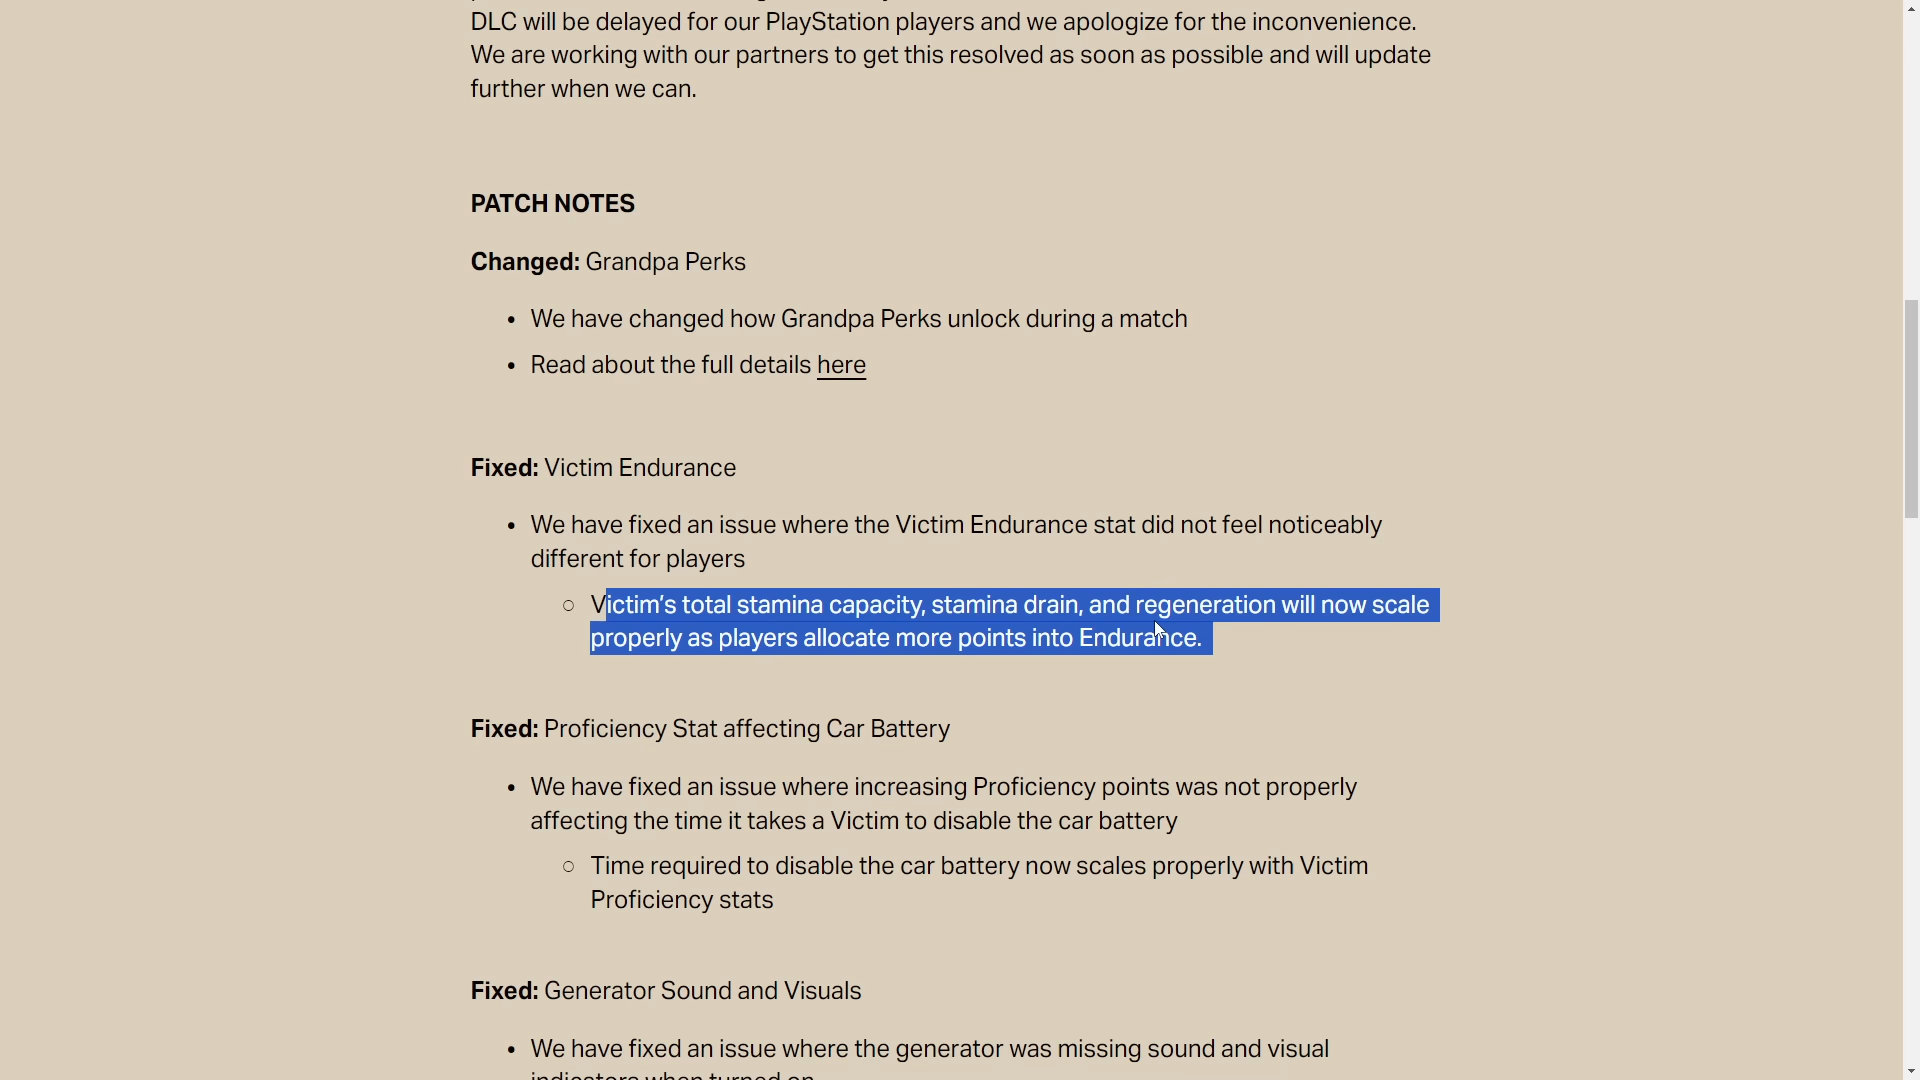 DLC will be delayed for our PlayStation players and we apologize for the inconvenience.
We are working with our partners to get this resolved as soon as possible and will update
further when we can.
PATCH NOTES
Changed: Grandpa Perks
• We have changed how Grandpa Perks unlock during a match
• Read about the full details here
Fixed: Victim Endurance
• We have fixed an issue where the Victim Endurance stat did not feel noticeably
different for players
○ Victim’s total stamina capacity, stamina drain, and regeneration will now scale
properly as players allocate more points into Endurance.
Fixed: Proficiency Stat affecting Car Battery
• We have fixed an issue where increasing Proficiency points was not properly
affecting the time it takes a Victim to disable the car battery
○ Time required to disable the car battery now scales properly with Victim
Proficiency stats
Fixed: Generator Sound and Visuals
• We have fixed an issue where the generator was missing sound and visual
indicators when turned on